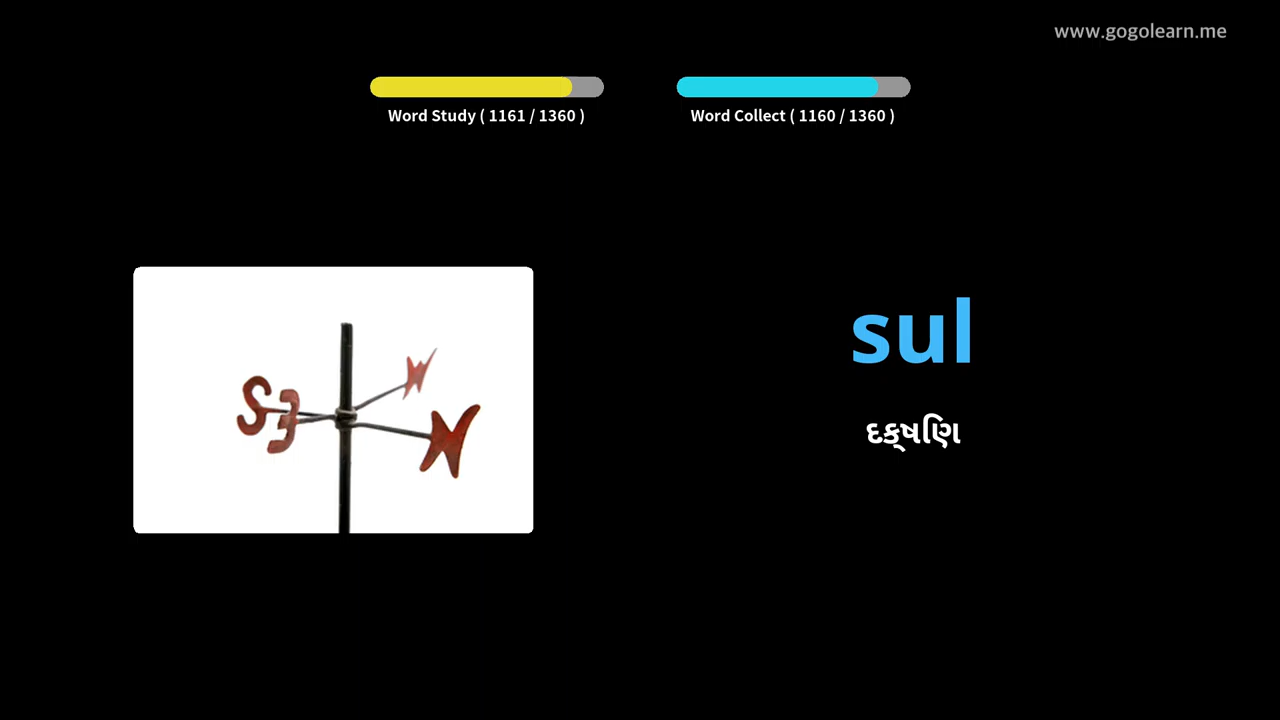 www.gogolearn.me
Word Study ( 1161 / 1360 )
Word Collect ( 1160 / 1360 )
S E N N
sul
દક્ષિણ